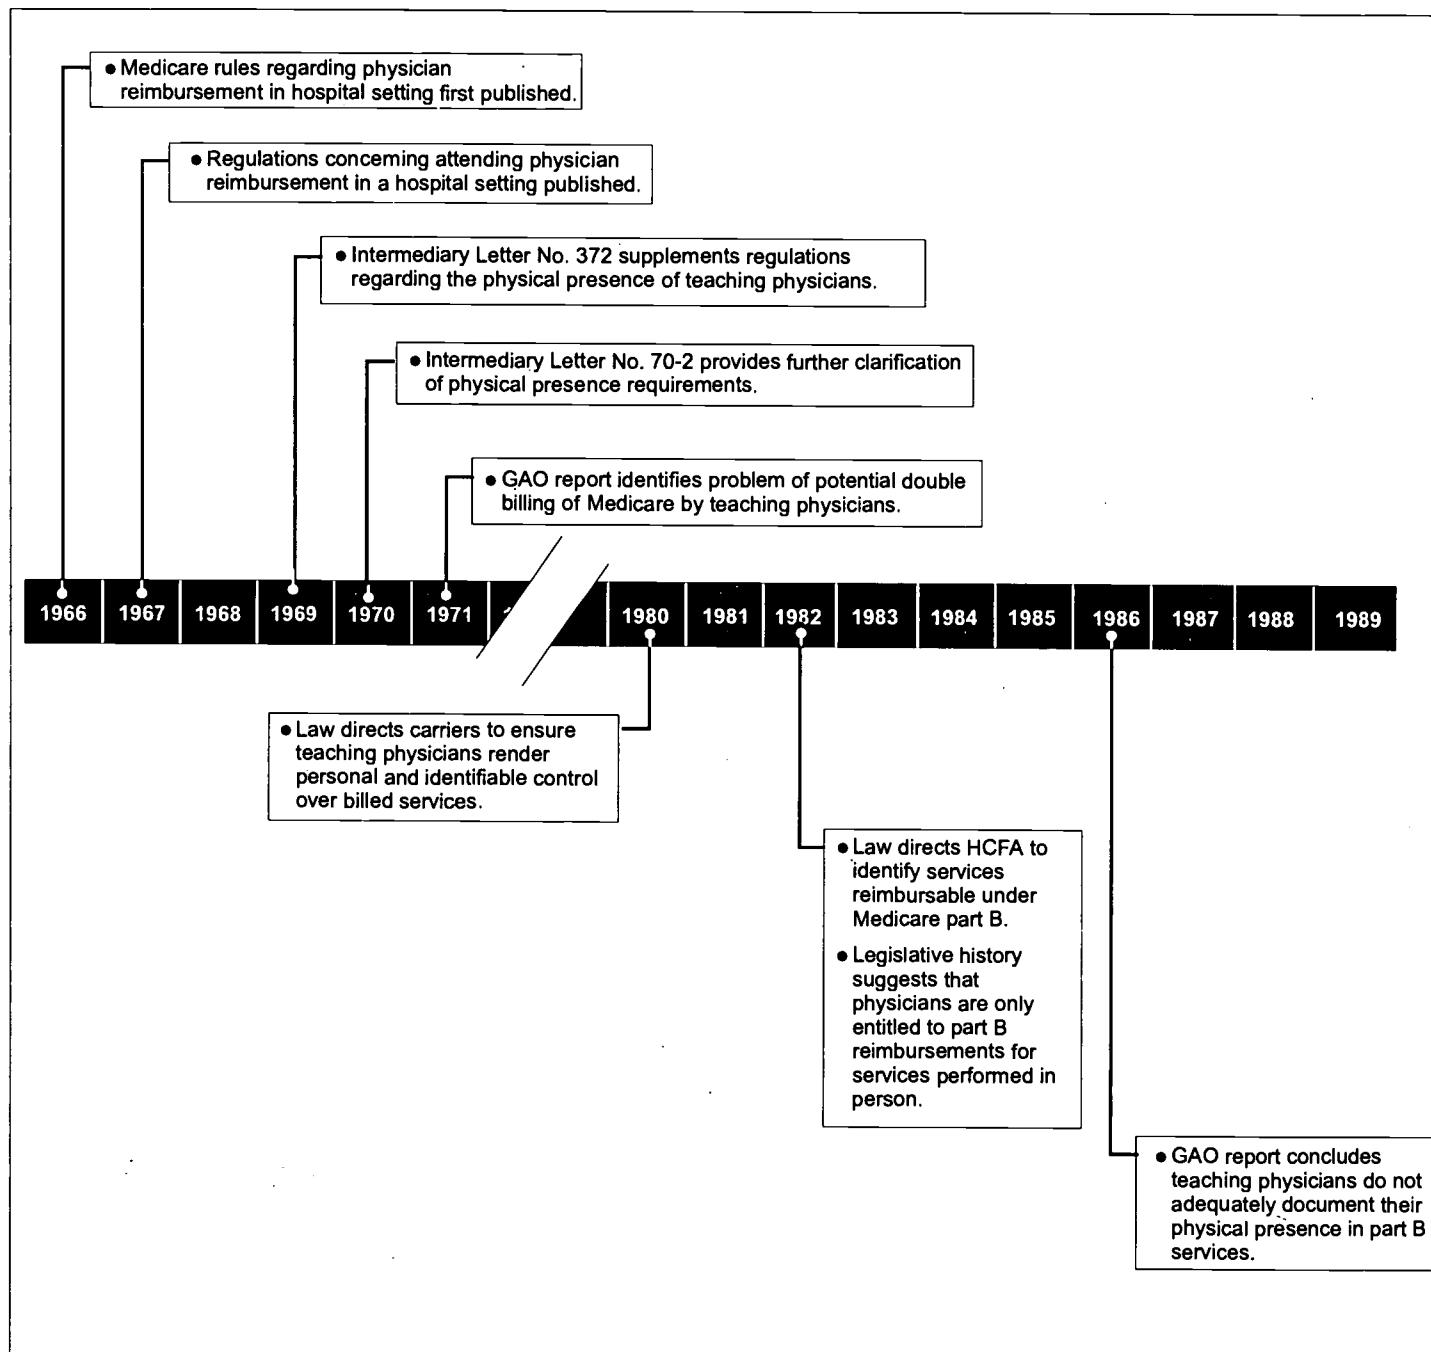 ● Medicare rules regarding physician
reimbursement in hospital setting first published.
● Regulations concerning attending physician
reimbursement in a hospital setting published.
● Intermediary Letter No. 372 supplements regulations
regarding the physical presence of teaching physicians.
● Intermediary Letter No. 70-2 provides further clarification
of physical presence requirements.
● GAO report identifies problem of potential double
billing of Medicare by teaching physicians.
1966 1967 1968 1969 1970 1971 1980 1981 1982 1983 1984 1985 1986 1987 1988 1989
● Law directs carriers to ensure
teaching physicians render
personal and identifiable control
over billed services.
● Law directs HCFA to
identify services
reimbursable under
Medicare part B.
● Legislative history
suggests that
physicians are only
entitled to part B
reimbursements for
services performed in
person.
● GAO report concludes
teaching physicians do not
adequately document their
physical presence in part B
services.